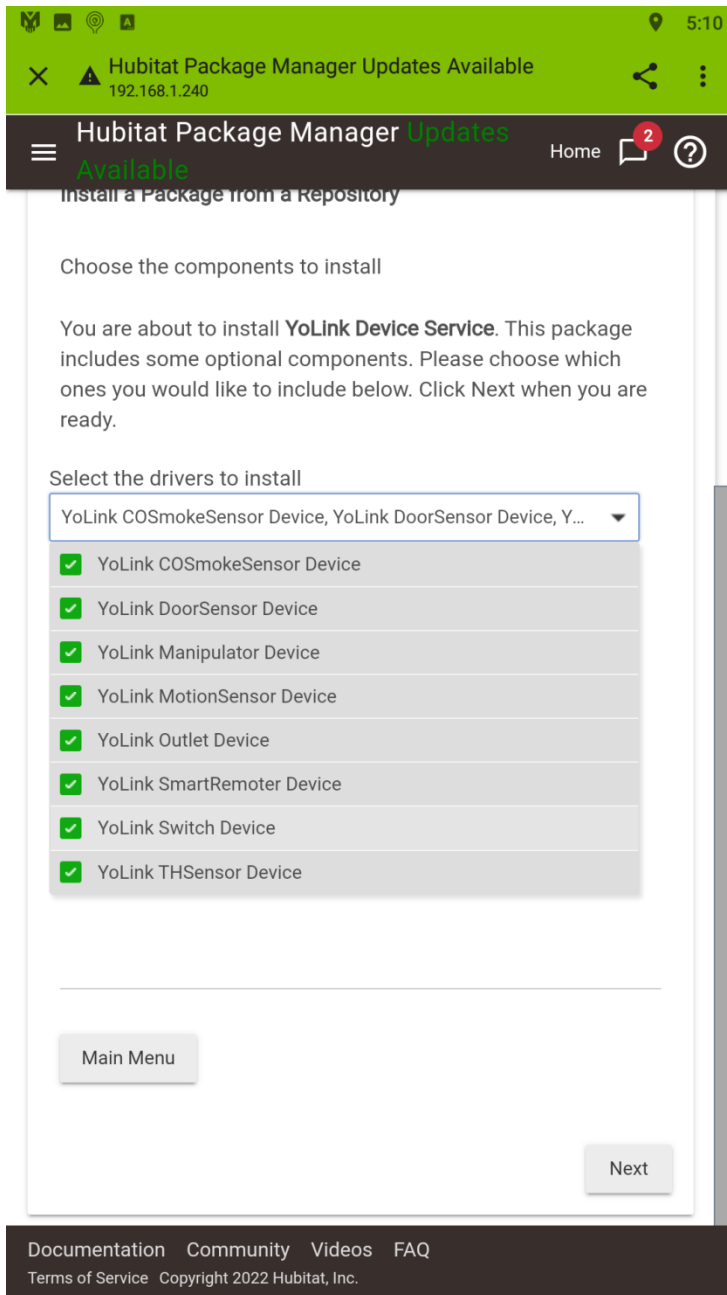 5:10
Hubitat Package Manager Updates Available
192.168.1.240
Hubitat Package Manager Updates
Available
Home
2
Install a Package from a Repository
Choose the components to install
You are about to install YoLink Device Service. This package
includes some optional components. Please choose which
ones you would like to include below. Click Next when you are
ready.
Select the drivers to install
YoLink COSmokeSensor Device, YoLink DoorSensor Device, Y...
YoLink COSmokeSensor Device
YoLink DoorSensor Device
YoLink Manipulator Device
YoLink MotionSensor Device
YoLink Outlet Device
YoLink SmartRemoter Device
YoLink Switch Device
YoLink THSensor Device
Main Menu
Next
Documentation Community Videos FAQ
Terms of Service Copyright 2022 Hubitat, Inc.